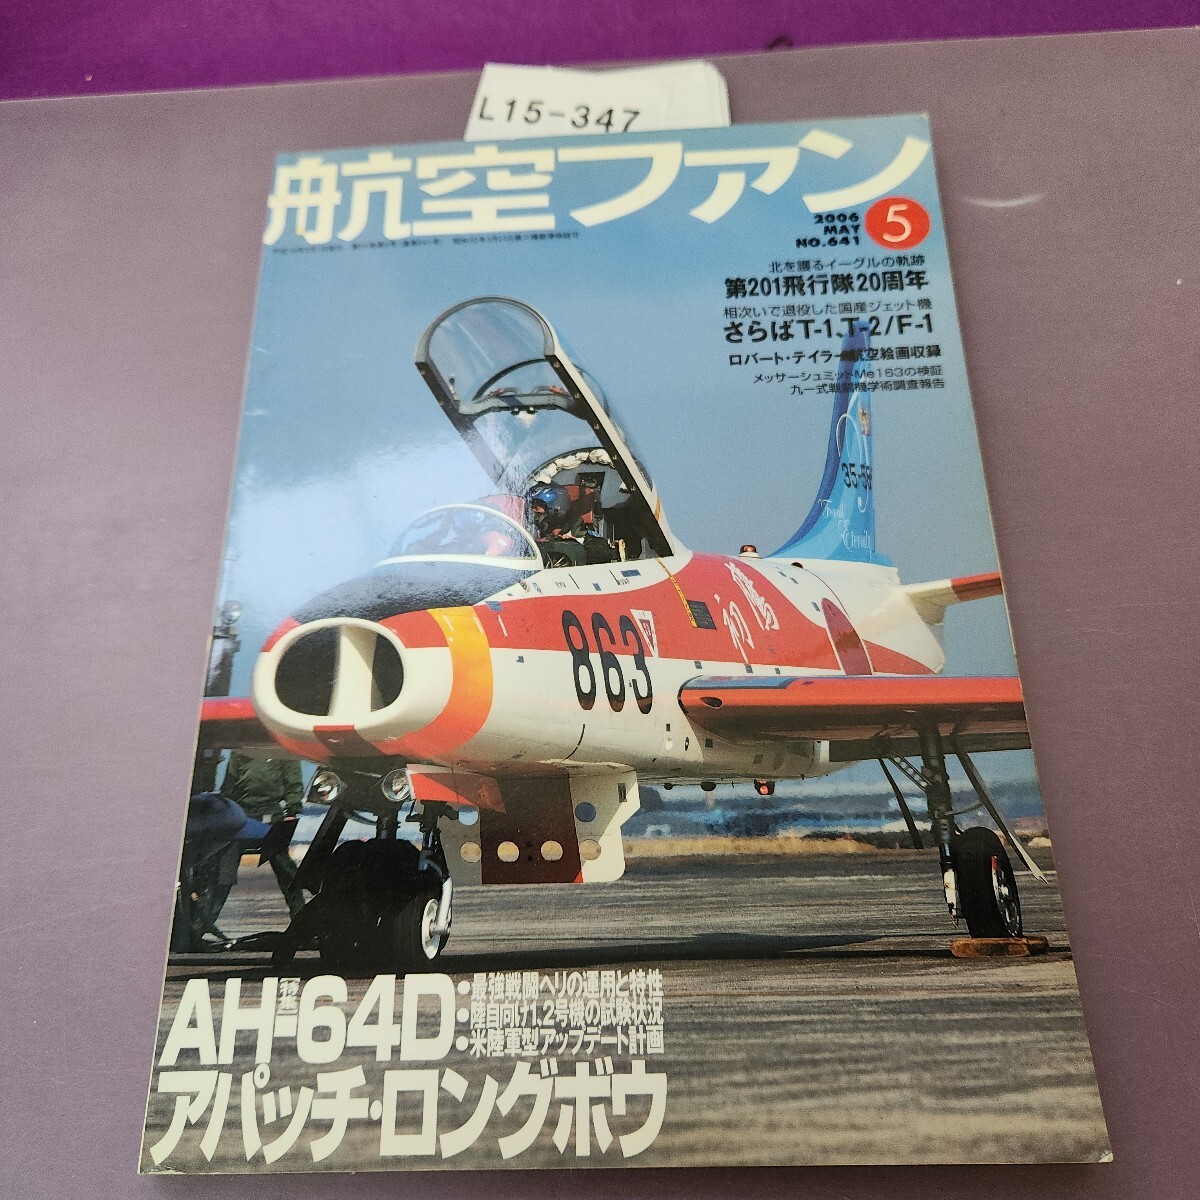 L15-347
航空ファン
2006
MAY
NO.641
5
北を護るイーグルの軌跡
第201飛行隊20周年
相次いで退役した国産ジェット機
さらばT-1、T-2/F-1
ロバート・テイラー航空絵画収録
メッサーシュミットMe163の検証
九一式戦闘機学術調査報告
35-58
Eternity
初鷹
863
特集
AH-64D
・最強戦闘ヘリの運用と特性
・陸自向け1、2号機の試験状況
・米陸軍型アップデート計画
アパッチ・ロングボウ